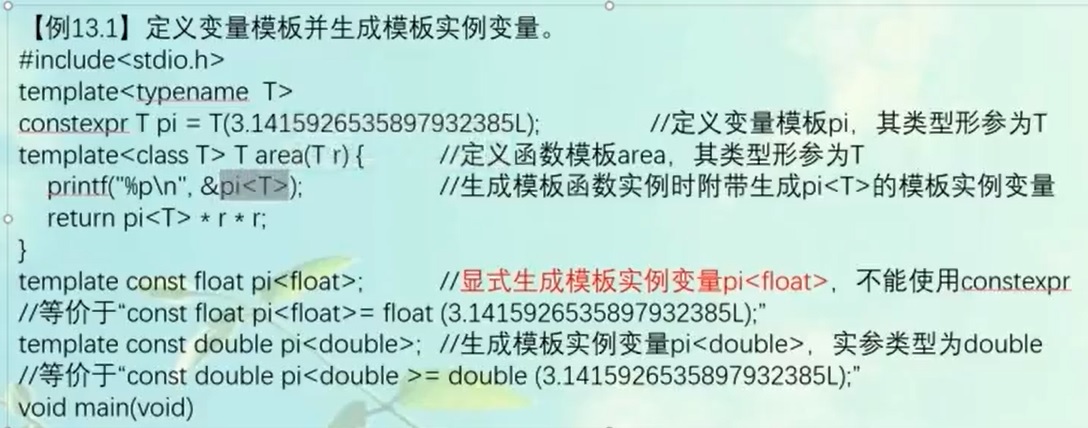 【例13.1】定义变量模板并生成模板实例变量。
#include<stdio.h>
template<typename  T>
constexpr T pi = T(3.1415926535897932385L);  //定义变量模板pi，其类型形参为T
template<class T> T area(T r) {  //定义函数模板area，其类型形参为T
printf("%p\n", &pi<T>);  //生成模板函数实例时附带生成pi<T>的模板实例变量
return pi<T> * r * r;
}
template const float pi<float>;  //显式生成模板实例变量pi<float>，不能使用constexpr
//等价于“const float pi<float>= float (3.1415926535897932385L);”
template const double pi<double>;  //生成模板实例变量pi<double>，实参类型为double
//等价于“const double pi<double >= double (3.1415926535897932385L);”
void main(void)